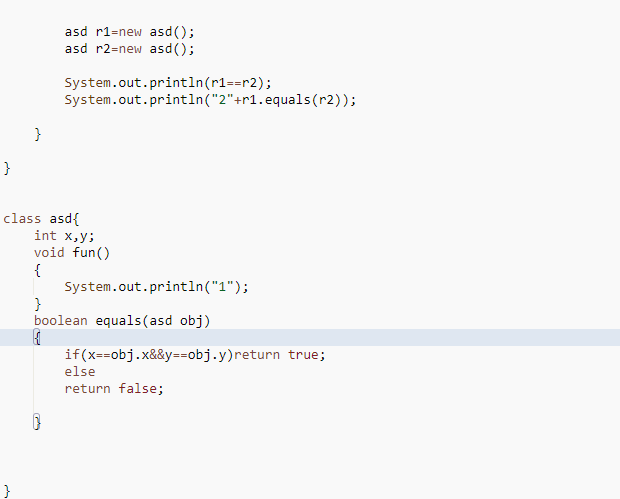 asd r1=new asd();
asd r2=new asd();
System.out.println(r1==r2);
System.out.println("2"+r1.equals(r2));
}
}
class asd{
int x,y;
void fun()
{
System.out.println("1");
}
boolean equals(asd obj)
{
if(x==obj.x&&y==obj.y)return true;
else
return false;
}
}